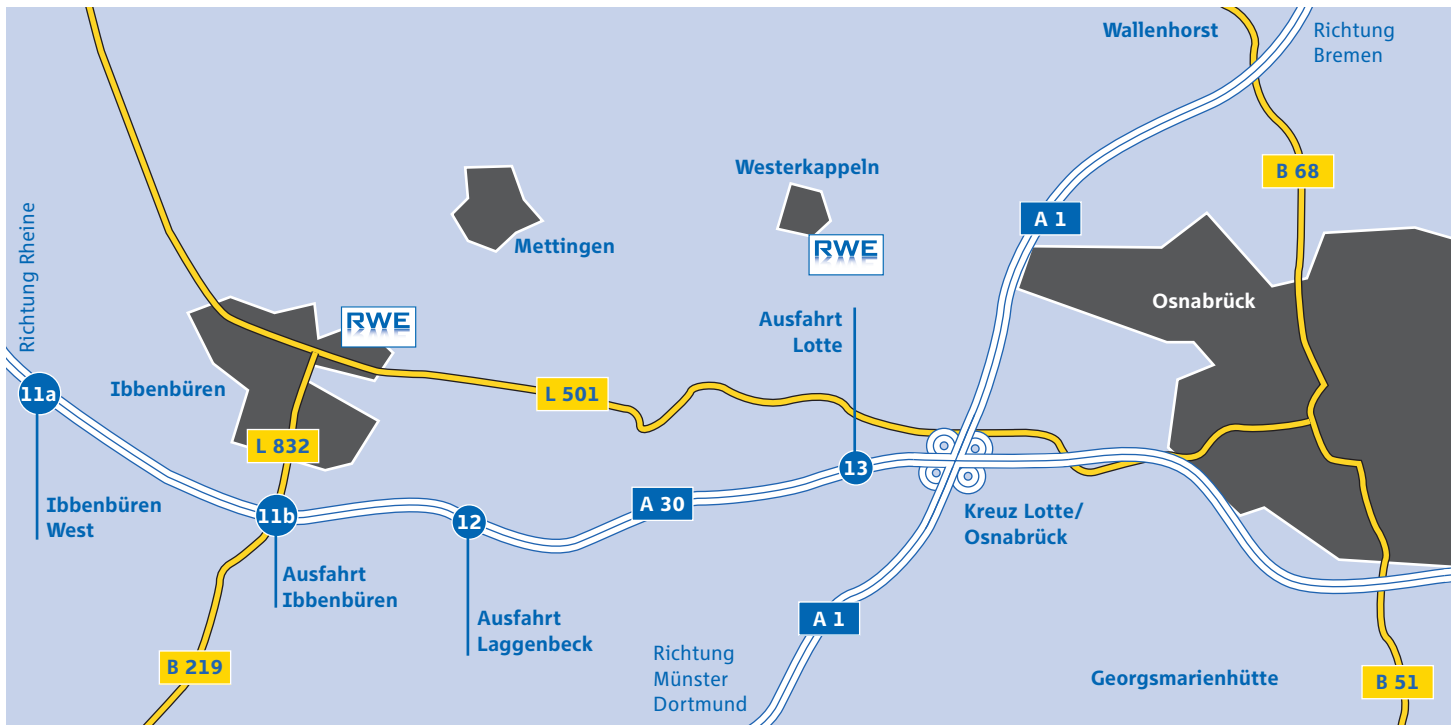 Wallenhorst
Richtung
Bremen
Westerkappeln
B 68
A 1
Mettingen
RWE
Richtung Rheine
Osnabrück
RWE
Ausfahrt
Lotte
Ibbenbüren
11a
L 501
L 832
13
A 30
Ibbenbüren
West
11b
12
Kreuz Lotte/
Osnabrück
Ausfahrt
Ibbenbüren
Ausfahrt
Laggenbeck
A 1
B 219
Richtung
Münster
Dortmund
Georgsmarienhütte
B 51